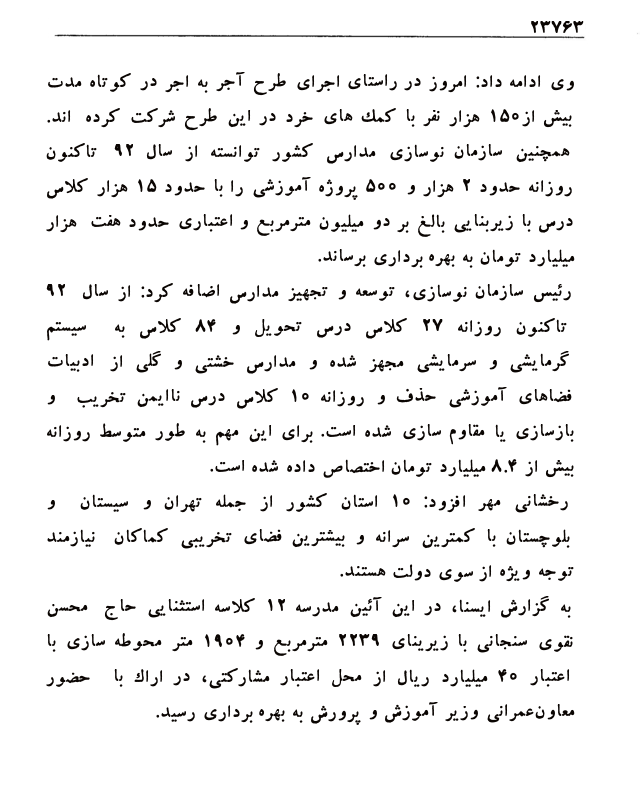 ۲۳۷۶۳
وی ادامه داد: امروز در راستای اجرای طرح آجر به اجر در کوتاه مدت
بیش از ۱۵۰ هزار نفر با کمك های خرد در این طرح شرکت کرده اند.
همچنین سازمان نوسازی مدارس کشور توانسته از سال ۹۲ تاکنون
روزانه حدود ۲ هزار و ۵۰۰ پروژه آموزشی را با حدود ۱۵ هزار کلاس
درس با زیربنایی بالغ بر دو میلیون مترمربع و اعتباری حدود هفت هزار
میلیارد تومان به بهره برداری برساند.
رئیس سازمان نوسازی، توسعه و تجهیز مدارس اضافه کرد: از سال ۹۲
تاکنون روزانه ۲۷ کلاس درس تحویل و ۸۴ کلاس به سیستم
گرمایشی و سرمایشی مجهز شده و مدارس خشتی و گلی از ادبیات
فضاهای آموزشی حذف و روزانه ۱۰ کلاس درس ناایمن تخریب و
بازسازی یا مقاوم سازی شده است. برای این مهم به طور متوسط روزانه
بیش از ۸.۴ میلیارد تومان اختصاص داده شده است.
رخشانی مهر افزود: ۱۰ استان کشور از جمله تهران و سیستان و
بلوچستان با کمترین سرانه و بیشترین فضای تخریبی کماکان نیازمند
توجه ویژه از سوی دولت هستند.
به گزارش ایسنا، در این آئین مدرسه ۱۲ کلاسه استثنایی حاج محسن
نقوی سنجانی با زیربنای ۲۲۳۹ مترمربع و ۱۹۵۴ متر محوطه سازی با
اعتبار ۴۰ میلیارد ریال از محل اعتبار مشارکتی، در اراك با حضور
معاون‌عمرانی وزیر آموزش و پرورش به بهره برداری رسید.